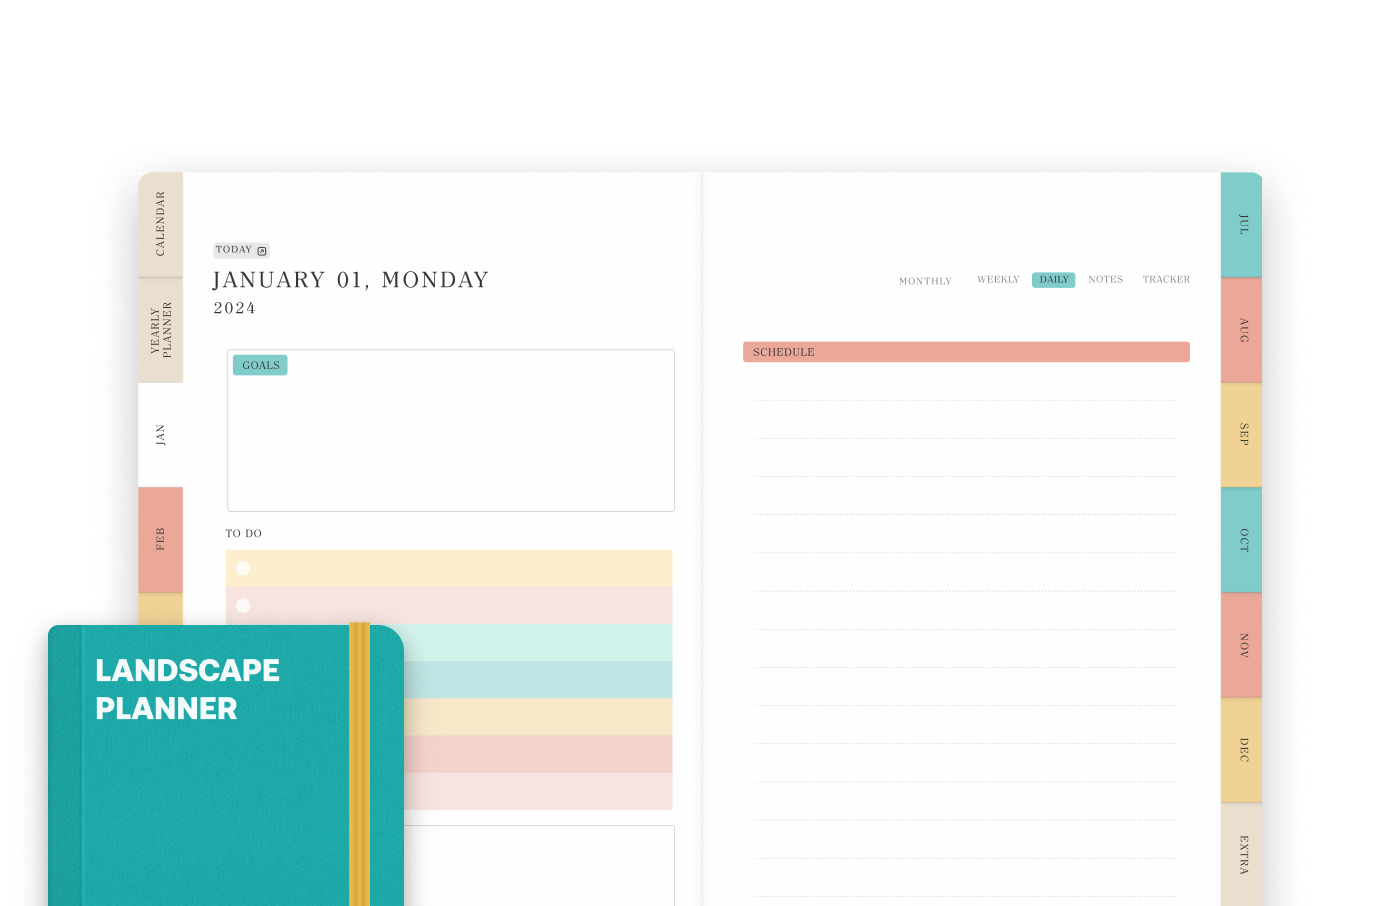 CALENDAR
YEARLY
PLANNER
JAN
FEB
TODAY
JANUARY 01, MONDAY
2024
GOALS
TO DO
LANDSCAPE
PLANNER
MONTHLY
WEEKLY
DAILY
NOTES
TRACKER
SCHEDULE
JUL
AUG
SEP
OCT
NOV
DEC
EXTRA